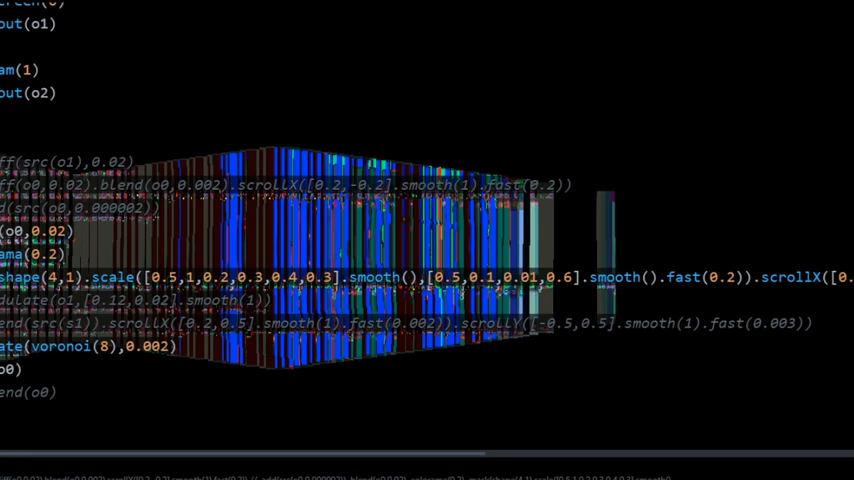 out(o1)
am(1)
out(o2)
ff(src(o1),0.02)
ff(o0,0.02).blend(o0,0.002).scrollX([0.2,-0.2].smooth(1).fast(0.2))
d(src(o0,0.000002))
(o0,0.02)
ama(0.2)
shape(4,1).scale([0.5,1,0.2,0.3,0.4,0.3].smooth(),[0.5,0.1,0.01,0.6].smooth().fast(0.2)).scrollX([0.
dulate(o1,[0.12,0.02].smooth(1))
end(src(s1)).scrollX([0.2,0.5].smooth(1).fast(0.002)).scrollY([-0.5,0.5].smooth(1).fast(0.003))
ate(voronoi(8),0.002)
o0)
end(o0)